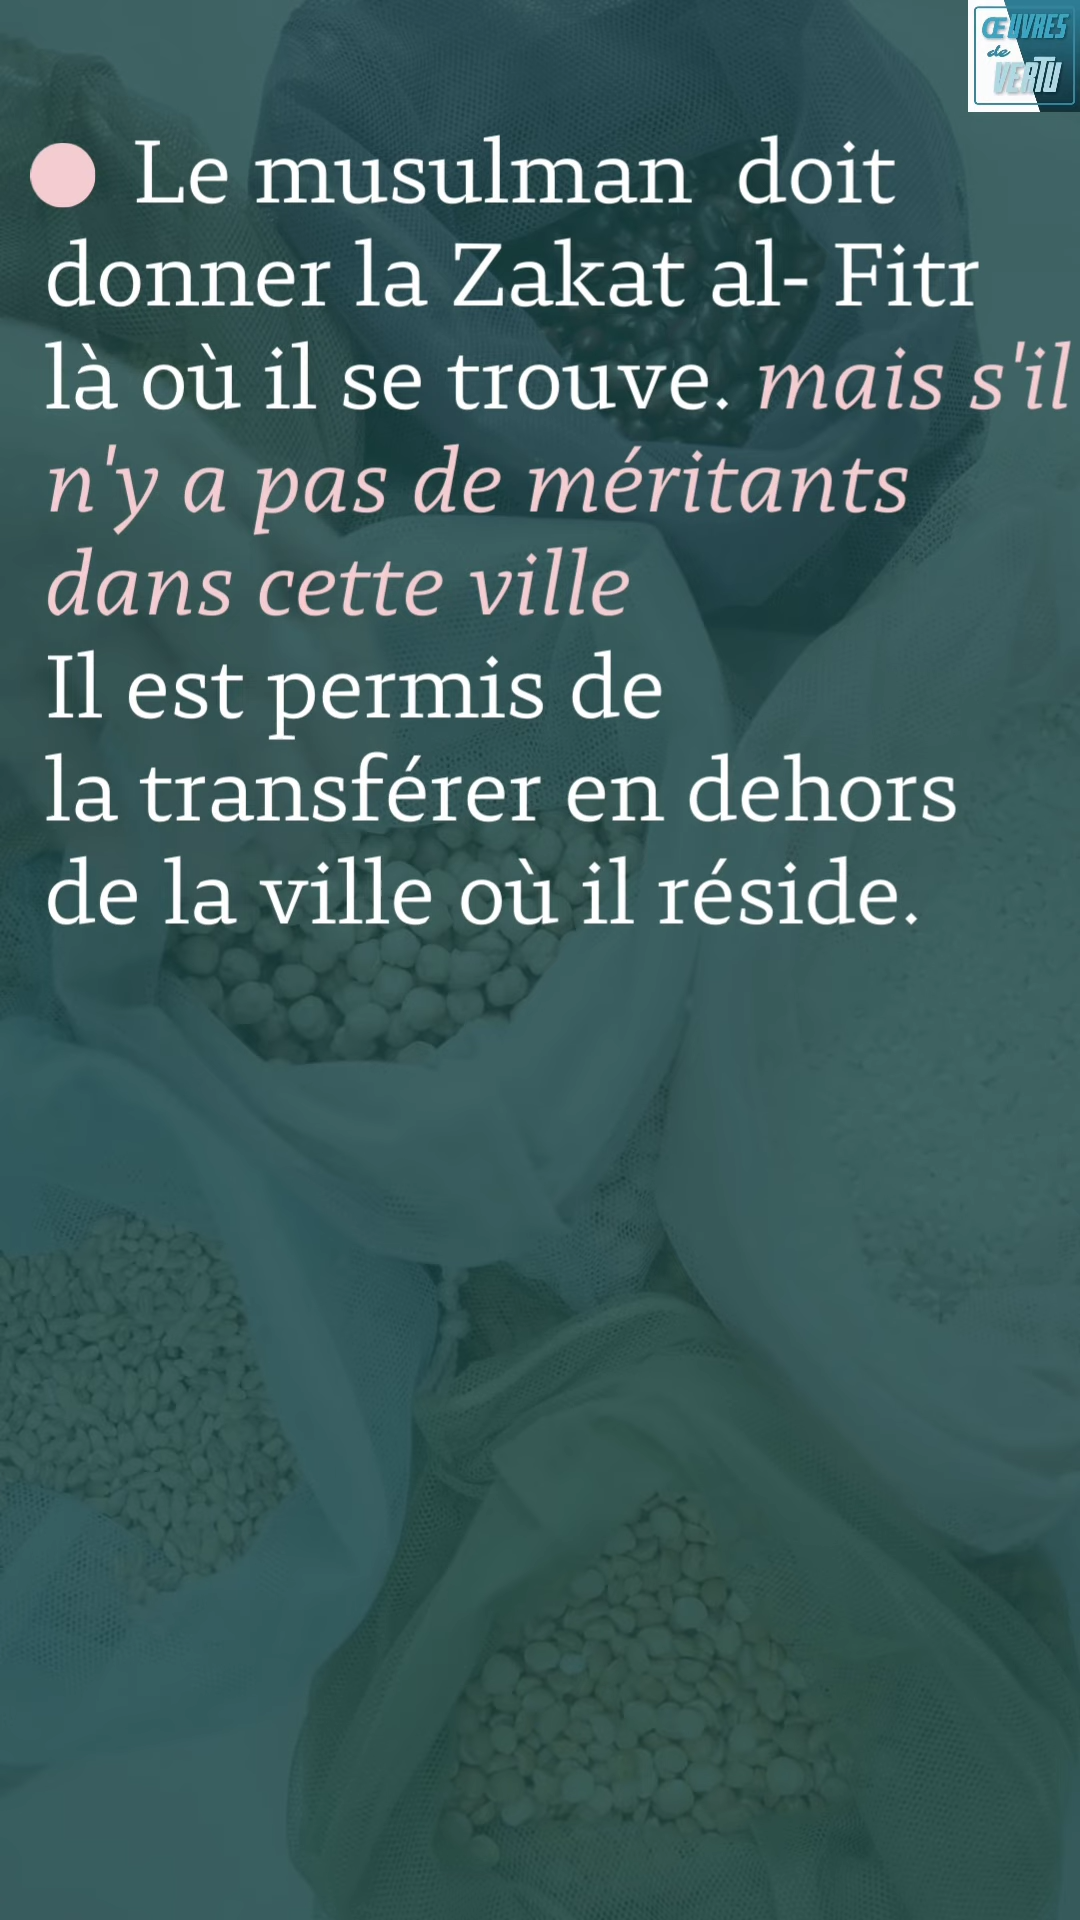 ŒUVRES
de
VERTU
Le musulman doit
donner la Zakat al- Fitr
là où il se trouve. mais s'il
n'y a pas de méritants
dans cette ville
Il est permis de
la transférer en dehors
de la ville où il réside.